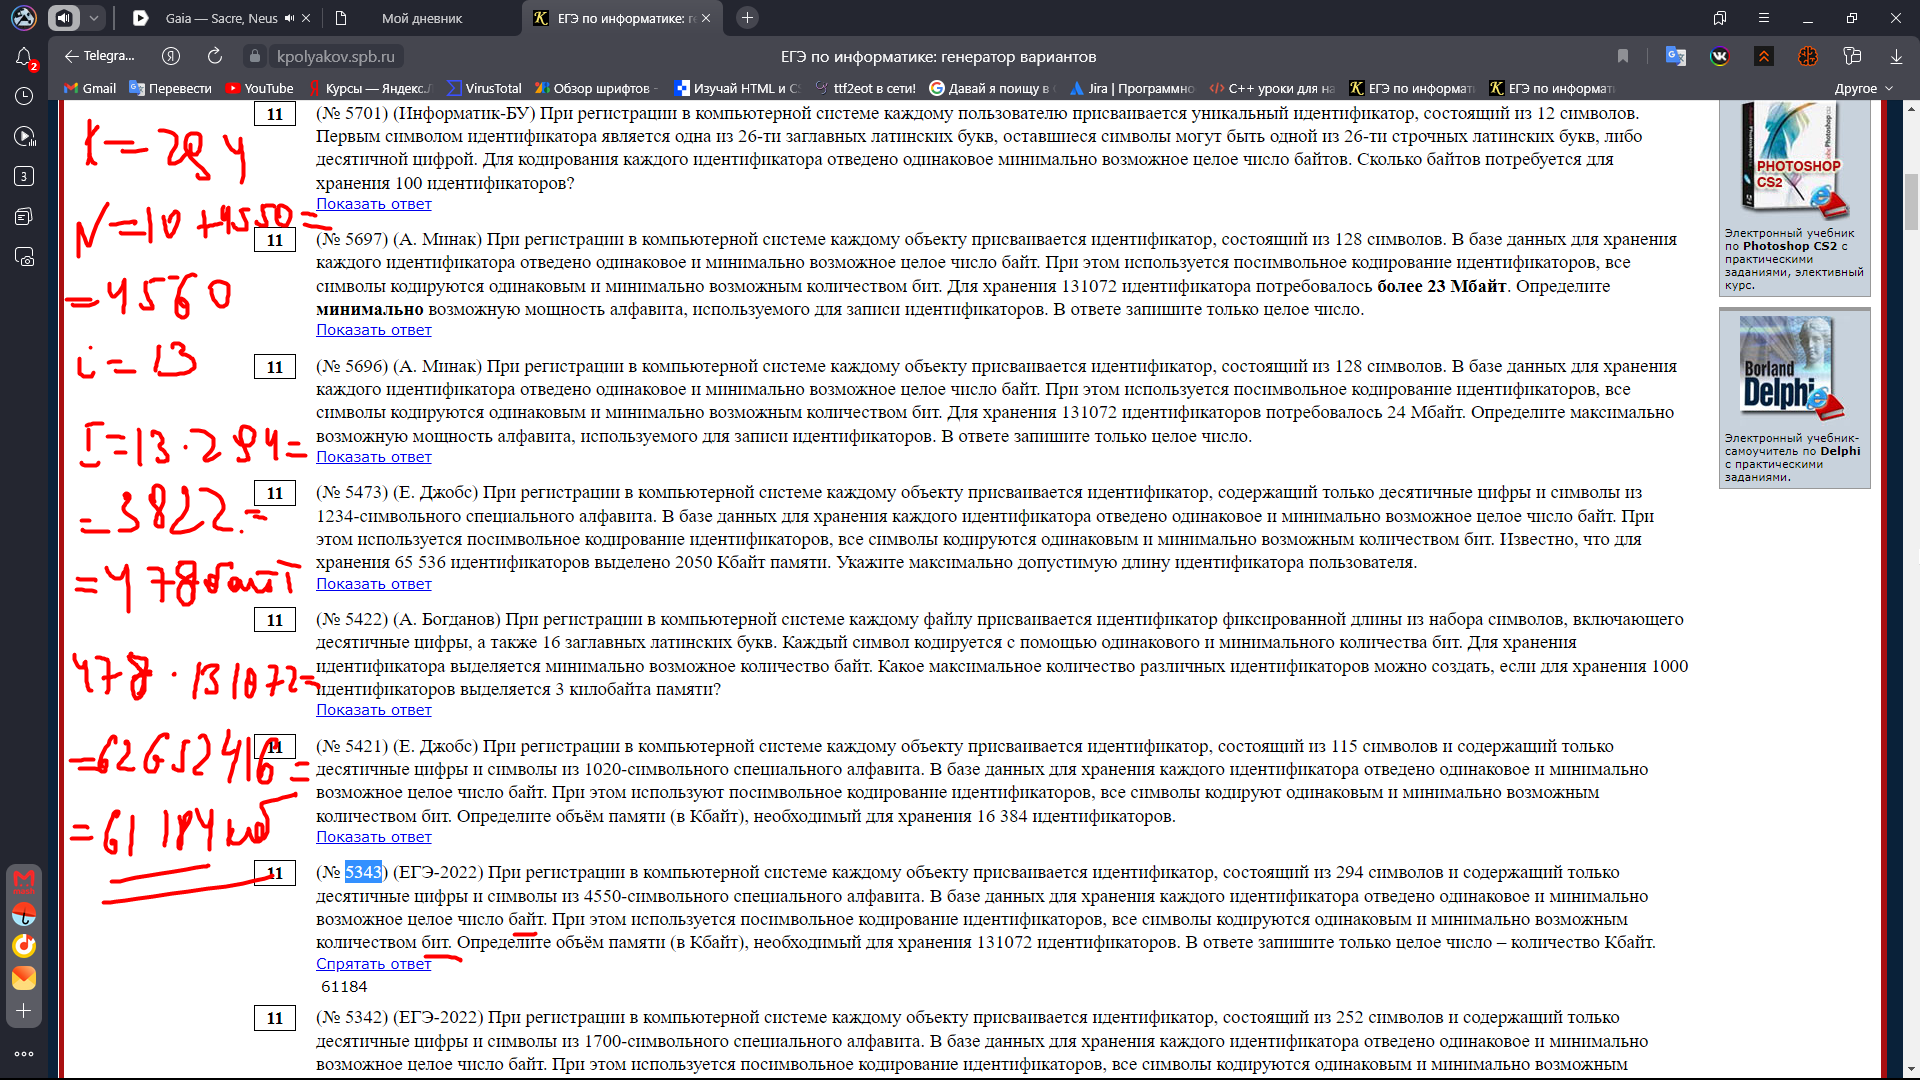 Gaia — Sacre, Neus
Мой дневник
ЕГЭ по информатике: ге
Telegra...
kpolyakov.spb.ru
ЕГЭ по информатике: генератор вариантов
Gmail
Перевести
YouTube
Курсы — Яндекс.
VirusTotal
Обзор шрифтов -
Изучай HTML и C
ttf2eot в сети!
Давай я поищу в
Jira | Программно
C++ уроки для на
ЕГЭ по информат
ЕГЭ по информат
Другое
2
3
11
(№ 5701) (Информатик-БУ) При регистрации в компьютерной системе каждому пользователю присваивается уникальный идентификатор, состоящий из 12 символов.
Первым символом идентификатора является одна из 26-ти заглавных латинских букв, оставшиеся символы могут быть одной из 26-ти строчных латинских букв, либо
десятичной цифрой. Для кодирования каждого идентификатора отведено одинаковое минимально возможное целое число байтов. Сколько байтов потребуется для
хранения 100 идентификаторов?
Показать ответ
11
(№ 5697) (А. Минак) При регистрации в компьютерной системе каждому объекту присваивается идентификатор, состоящий из 128 символов. В базе данных для хранения
каждого идентификатора отведено одинаковое и минимально возможное целое число байт. При этом используется посимвольное кодирование идентификаторов, все
символы кодируются одинаковым и минимально возможным количеством бит. Для хранения 131072 идентификатора потребовалось более 23 Мбайт. Определите
минимально возможную мощность алфавита, используемого для записи идентификаторов. В ответе запишите только целое число.
Показать ответ
11
(№ 5696) (А. Минак) При регистрации в компьютерной системе каждому объекту присваивается идентификатор, состоящий из 128 символов. В базе данных для хранения
каждого идентификатора отведено одинаковое и минимально возможное целое число байт. При этом используется посимвольное кодирование идентификаторов, все
символы кодируются одинаковым и минимально возможным количеством бит. Для хранения 131072 идентификаторов потребовалось 24 Мбайт. Определите максимально
возможную мощность алфавита, используемого для записи идентификаторов. В ответе запишите только целое число.
Показать ответ
11
(№ 5473) (Е. Джобс) При регистрации в компьютерной системе каждому объекту присваивается идентификатор, содержащий только десятичные цифры и символы из
1234-символьного специального алфавита. В базе данных для хранения каждого идентификатора отведено одинаковое и минимально возможное целое число байт. При
этом используется посимвольное кодирование идентификаторов, все символы кодируются одинаковым и минимально возможным количеством бит. Известно, что для
хранения 65 536 идентификаторов выделено 2050 Кбайт памяти. Укажите максимально допустимую длину идентификатора пользователя.
Показать ответ
11
(№ 5422) (А. Богданов) При регистрации в компьютерной системе каждому файлу присваивается идентификатор фиксированной длины из набора символов, включающего
десятичные цифры, а также 16 заглавных латинских букв. Каждый символ кодируется с помощью одинакового и минимального количества бит. Для хранения
идентификатора выделяется минимально возможное количество байт. Какое максимальное количество различных идентификаторов можно создать, если для хранения 1000
идентификаторов выделяется 3 килобайта памяти?
Показать ответ
11
(№ 5421) (Е. Джобс) При регистрации в компьютерной системе каждому объекту присваивается идентификатор, состоящий из 115 символов и содержащий только
десятичные цифры и символы из 1020-символьного специального алфавита. В базе данных для хранения каждого идентификатора отведено одинаковое и минимально
возможное целое число байт. При этом используют посимвольное кодирование идентификаторов, все символы кодируют одинаковым и минимально возможным
количеством бит. Определите объём памяти (в Кбайт), необходимый для хранения 16 384 идентификаторов.
Показать ответ
11
(№ 5343) (ЕГЭ-2022) При регистрации в компьютерной системе каждому объекту присваивается идентификатор, состоящий из 294 символов и содержащий только
десятичные цифры и символы из 4550-символьного специального алфавита. В базе данных для хранения каждого идентификатора отведено одинаковое и минимально
возможное целое число байт. При этом используется посимвольное кодирование идентификаторов, все символы кодируются одинаковым и минимально возможным
количеством бит. Определите объём памяти (в Кбайт), необходимый для хранения 131072 идентификаторов. В ответе запишите только целое число – количество Кбайт.
Спрятать ответ
61184
11
(№ 5342) (ЕГЭ-2022) При регистрации в компьютерной системе каждому объекту присваивается идентификатор, состоящий из 252 символов и содержащий только
десятичные цифры и символы из 1700-символьного специального алфавита. В базе данных для хранения каждого идентификатора отведено одинаковое и минимально
возможное целое число байт. При этом используется посимвольное кодирование идентификаторов, все символы кодируются одинаковым и минимально возможным
K = 294
N = 10 + 4550 =
= 4560
i = 13
I = 13 · 294 =
= 3822. =
= 478 байт
478 · 131072 =
= 62652416 =
= 61184 кб
PHOTOSHOP
CS2
Электронный учебник
по Photoshop CS2 с
практическими
заданиями, элективный
курс.
Borland
Delphi
Электронный учебник-
самоучитель по Delphi
с практическими
заданиями.